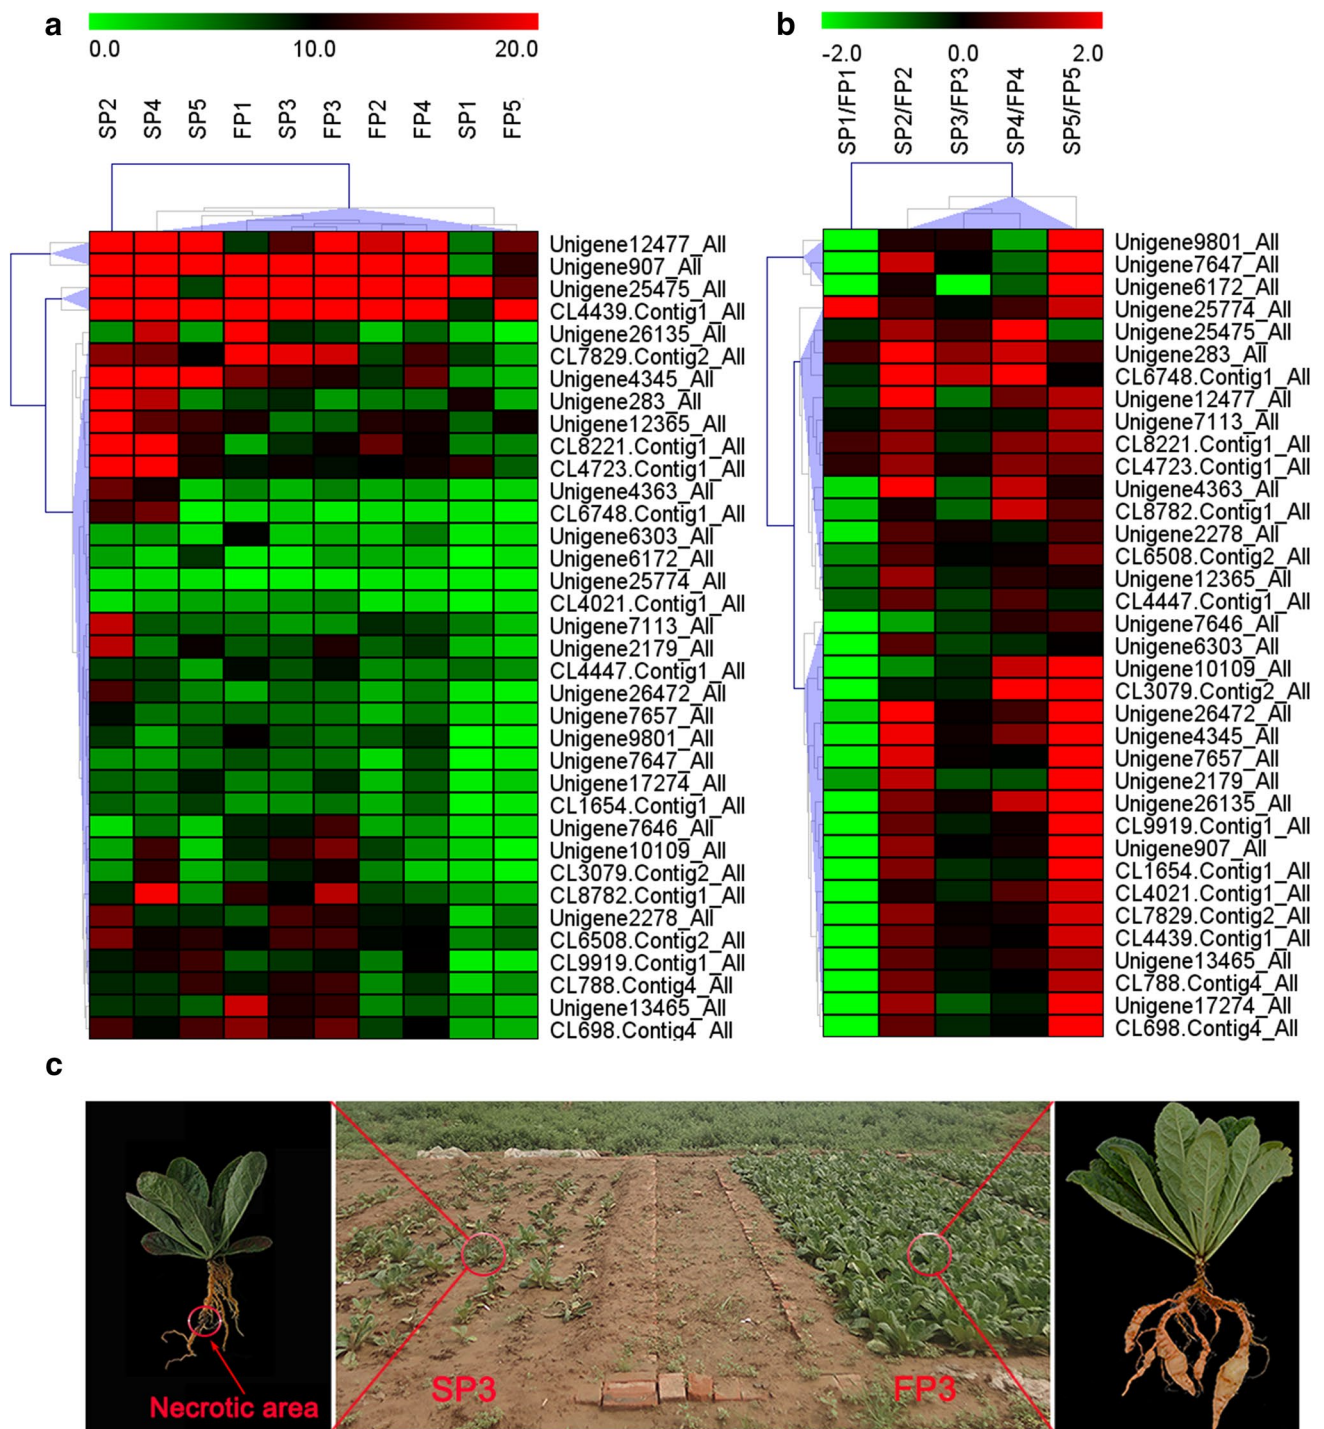 a
0.0 10.0 20.0
SP2 SP4 SP5 FP1 SP3 FP3 FP2 FP4 SP1 FP5
Unigene12477_All
Unigene907_All
Unigene25475_All
CL4439.Contig1_All
Unigene26135_All
CL7829.Contig2_All
Unigene4345_All
Unigene283_All
Unigene12365_All
CL8221.Contig1_All
CL4723.Contig1_All
Unigene4363_All
CL6748.Contig1_All
Unigene6303_All
Unigene6172_All
Unigene25774_All
CL4021.Contig1_All
Unigene7113_All
Unigene2179_All
CL4447.Contig1_All
Unigene26472_All
Unigene7657_All
Unigene9801_All
Unigene7647_All
Unigene17274_All
CL1654.Contig1_All
Unigene7646_All
Unigene10109_All
CL3079.Contig2_All
CL8782.Contig1_All
Unigene2278_All
CL6508.Contig2_All
CL9919.Contig1_All
CL788.Contig4_All
Unigene13465_All
CL698.Contig4_All
b
-2.0 0.0 2.0
SP1/FP1 SP2/FP2 SP3/FP3 SP4/FP4 SP5/FP5
Unigene9801_All
Unigene7647_All
Unigene6172_All
Unigene25774_All
Unigene25475_All
Unigene283_All
CL6748.Contig1_All
Unigene12477_All
Unigene7113_All
CL8221.Contig1_All
CL4723.Contig1_All
Unigene4363_All
CL8782.Contig1_All
Unigene2278_All
CL6508.Contig2_All
Unigene12365_All
CL4447.Contig1_All
Unigene7646_All
Unigene6303_All
Unigene10109_All
CL3079.Contig2_All
Unigene26472_All
Unigene4345_All
Unigene7657_All
Unigene2179_All
Unigene26135_All
CL9919.Contig1_All
Unigene907_All
CL1654.Contig1_All
CL4021.Contig1_All
CL7829.Contig2_All
CL4439.Contig1_All
Unigene13465_All
CL788.Contig4_All
Unigene17274_All
CL698.Contig4_All
c
Necrotic area
SP3
FP3